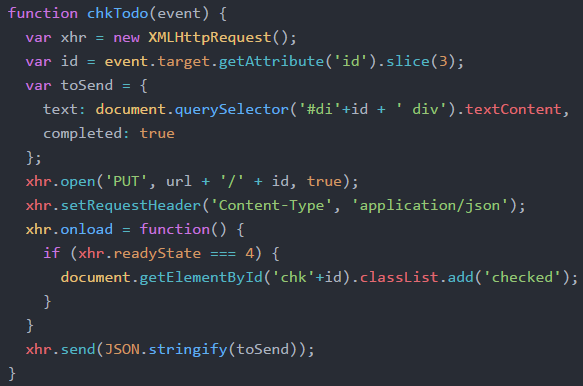 function chkTodo(event) {
  var xhr = new XMLHttpRequest();
  var id = event.target.getAttribute('id').slice(3);
  var toSend = {
    text: document.querySelector('#di'+id + ' div').textContent,
    completed: true
  };
  xhr.open('PUT', url + '/' + id, true);
  xhr.setRequestHeader('Content-Type', 'application/json');
  xhr.onload = function() {
    if (xhr.readyState === 4) {
      document.getElementById('chk'+id).classList.add('checked');
    }
  }
  xhr.send(JSON.stringify(toSend));
}